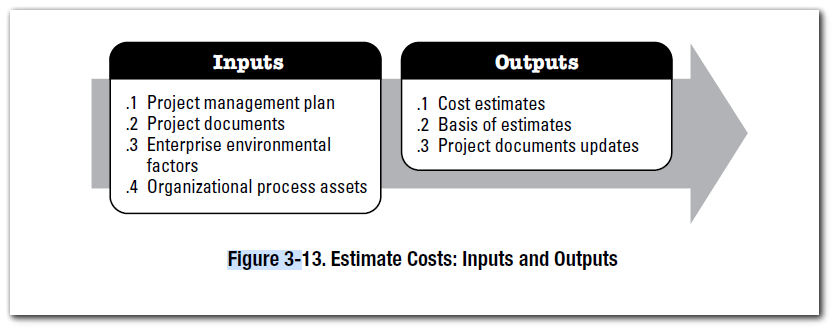 Inputs
.1 Project management plan
.2 Project documents
.3 Enterprise environmental
factors
.4 Organizational process assets
Outputs
.1 Cost estimates
.2 Basis of estimates
.3 Project documents updates
Figure 3-13. Estimate Costs: Inputs and Outputs